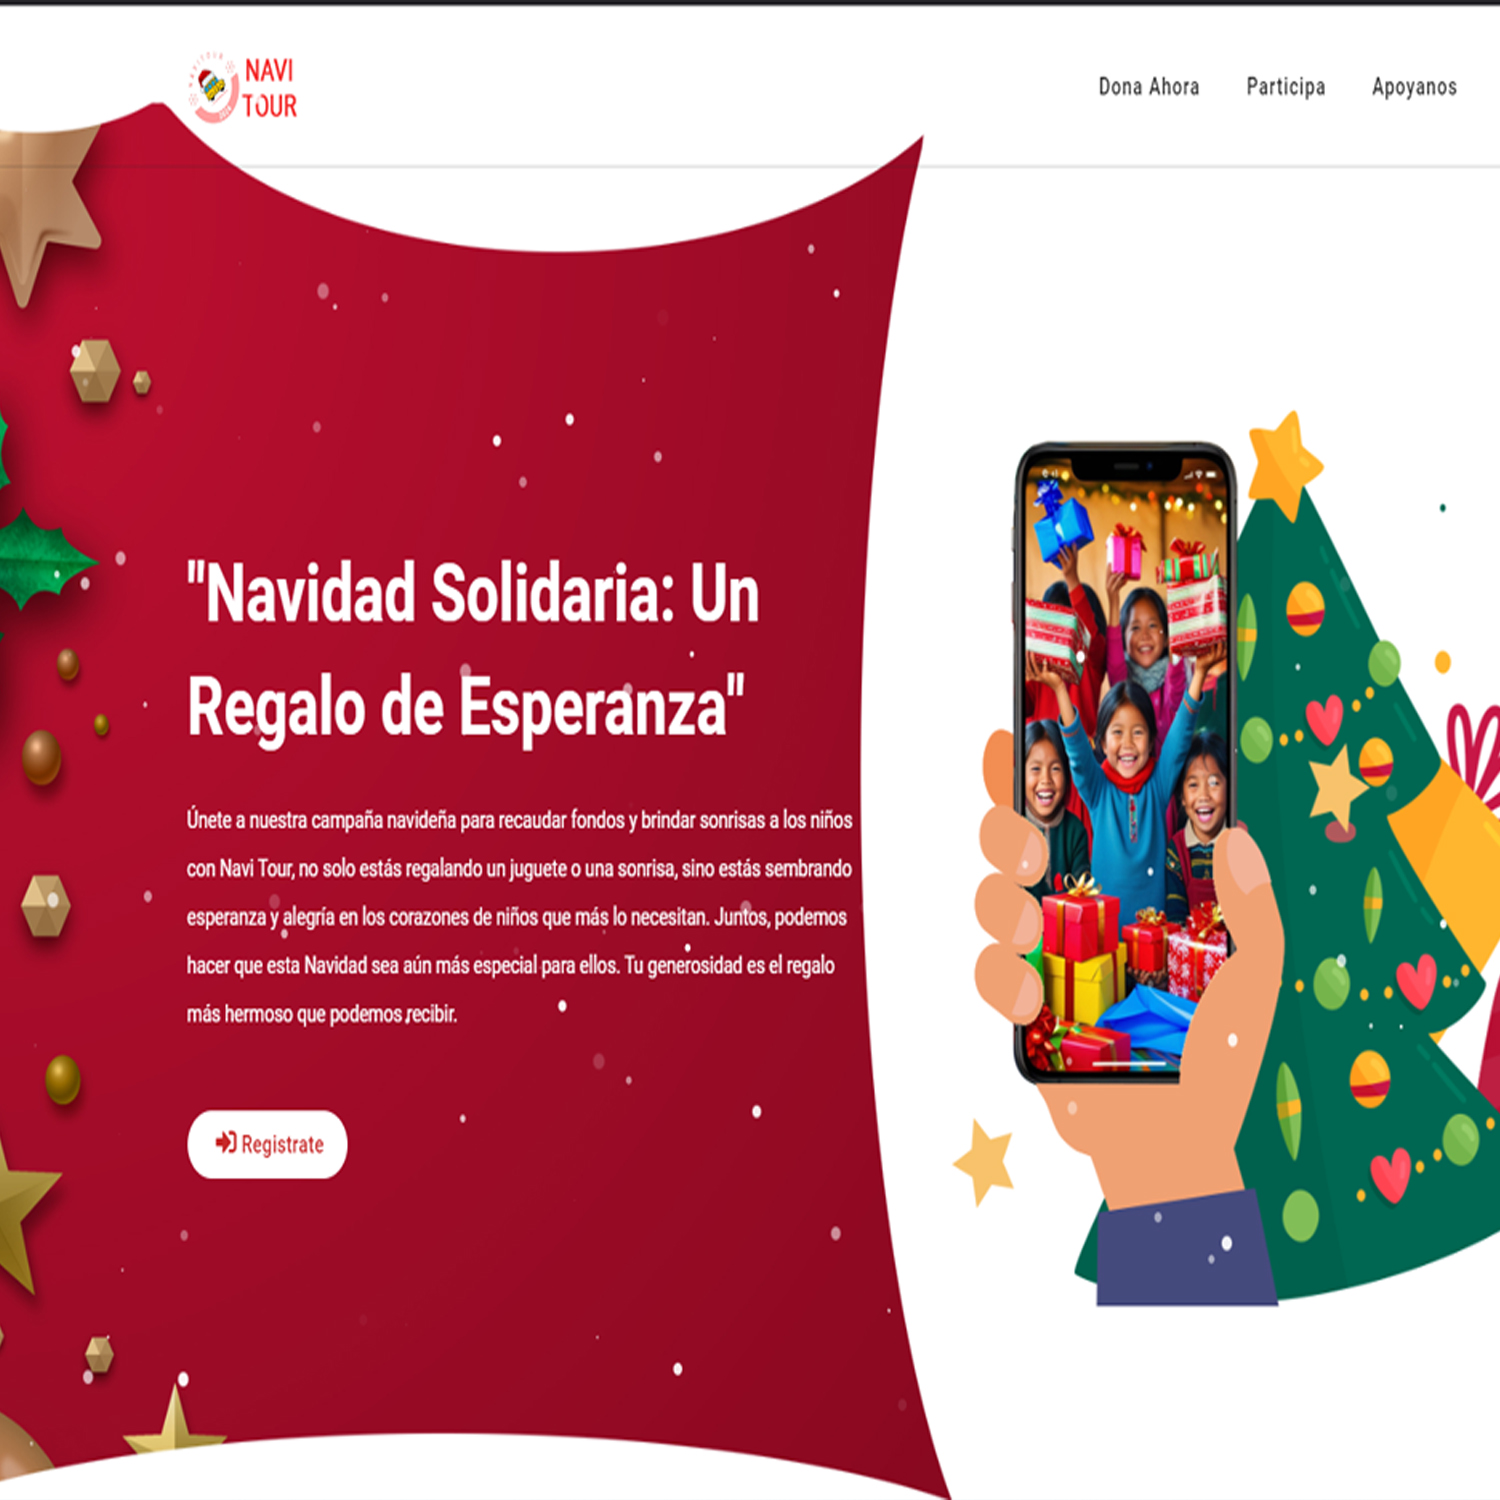 NAVI
TOUR
Dona Ahora Participa Apoyanos
"Navidad Solidaria: Un
Regalo de Esperanza"
Únete a nuestra campaña navideña para recaudar fondos y brindar sonrisas a los niños
con Navi Tour, no solo estás regalando un juguete o una sonrisa, sino estás sembrando
esperanza y alegría en los corazones de niños que más lo necesitan. Juntos, podemos
hacer que esta Navidad sea aún más especial para ellos. Tu generosidad es el regalo
más hermoso que podemos recibir.
Registrate